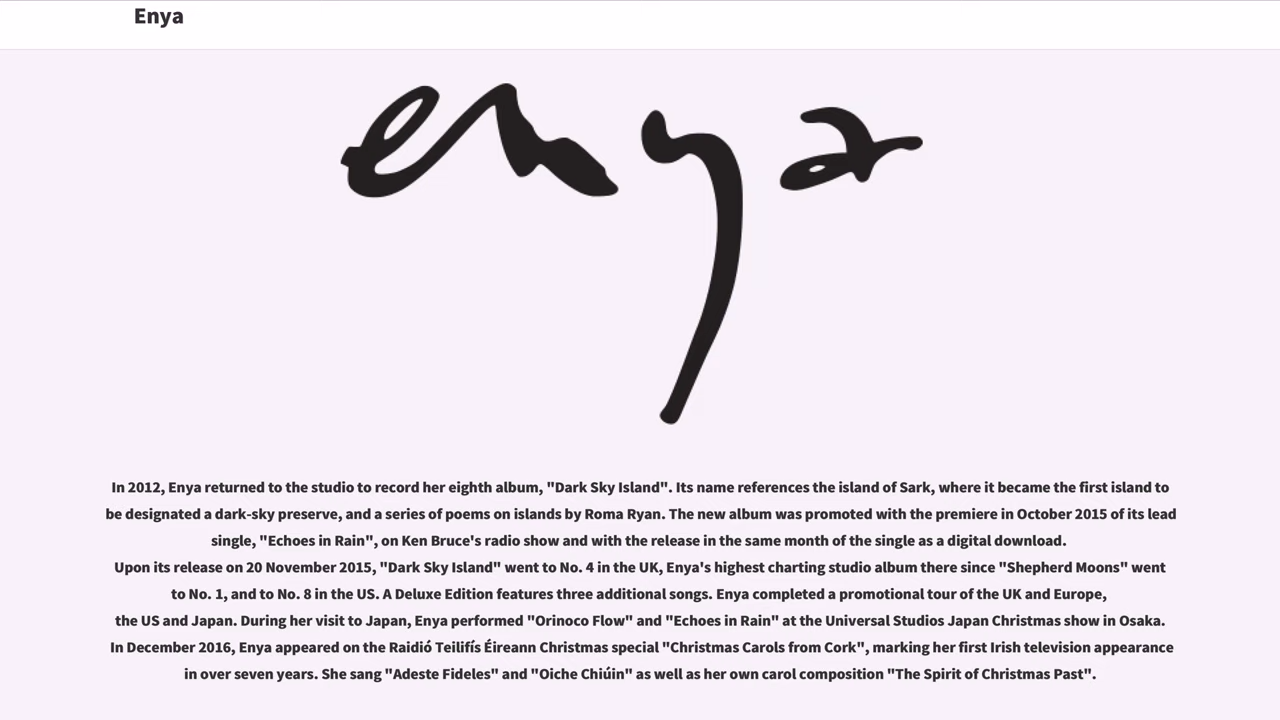 Enya
enya
In 2012, Enya returned to the studio to record her eighth album, "Dark Sky Island". Its name references the island of Sark, where it became the first island to
be designated a dark-sky preserve, and a series of poems on islands by Roma Ryan. The new album was promoted with the premiere in October 2015 of its lead
single, "Echoes in Rain", on Ken Bruce's radio show and with the release in the same month of the single as a digital download.
Upon its release on 20 November 2015, "Dark Sky Island" went to No. 4 in the UK, Enya's highest charting studio album there since "Shepherd Moons" went
to No. 1, and to No. 8 in the US. A Deluxe Edition features three additional songs. Enya completed a promotional tour of the UK and Europe,
the US and Japan. During her visit to Japan, Enya performed "Orinoco Flow" and "Echoes in Rain" at the Universal Studios Japan Christmas show in Osaka.
In December 2016, Enya appeared on the Raidió Teilifís Éireann Christmas special "Christmas Carols from Cork", marking her first Irish television appearance
in over seven years. She sang "Adeste Fideles" and "Oiche Chiúin" as well as her own carol composition "The Spirit of Christmas Past".